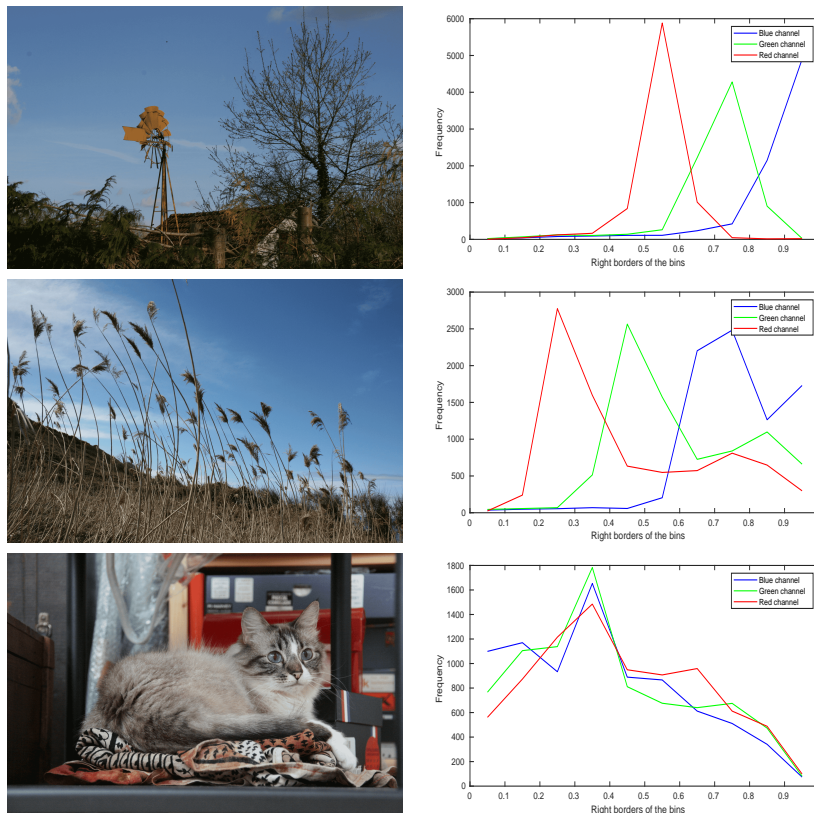 6000
5000
4000
3000
2000
1000
0
Frequency
Blue channel
Green channel
Red channel
0 0.1 0.2 0.3 0.4 0.5 0.6 0.7 0.8 0.9
Right borders of the bins
3000
2500
2000
1500
1000
500
0
Frequency
Blue channel
Green channel
Red channel
0 0.1 0.2 0.3 0.4 0.5 0.6 0.7 0.8 0.9
Right borders of the bins
1800
1600
1400
1200
1000
800
600
400
200
0
Frequency
Blue channel
Green channel
Red channel
0 0.1 0.2 0.3 0.4 0.5 0.6 0.7 0.8 0.9
Right borders of the bins